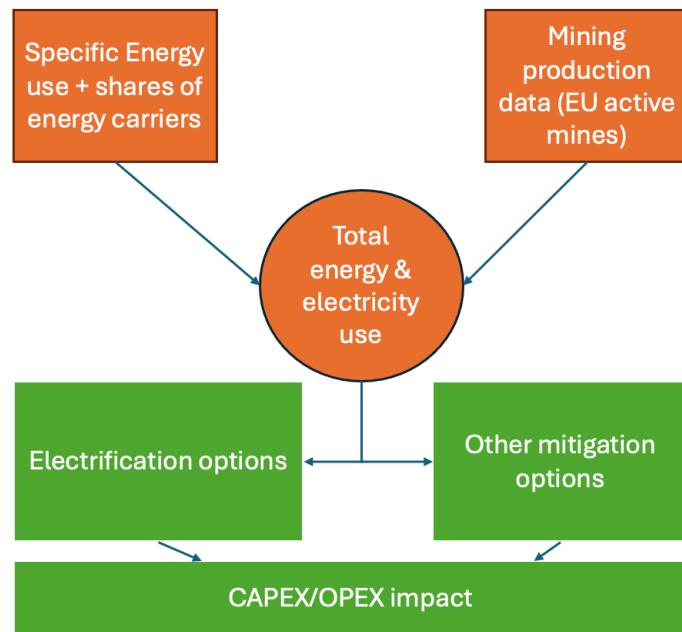 Specific Energy
use + shares of
energy carriers
Mining
production
data (EU active
mines)
Total
energy &
electricity
use
Electrification options
Other mitigation
options
CAPEX/OPEX impact